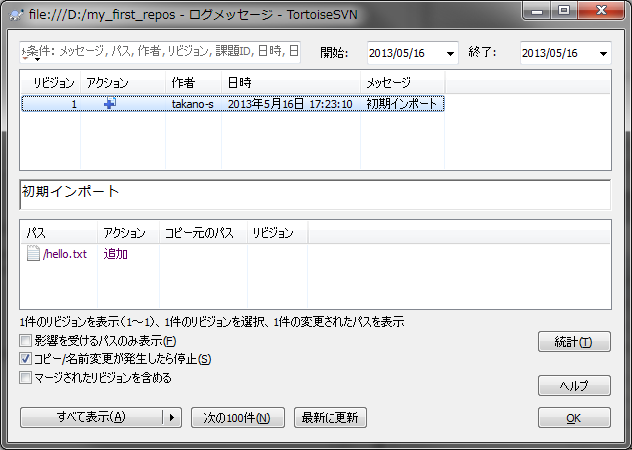 file:///D:/my_first_repos - ログメッセージ - TortoiseSVN
条件: メッセージ, パス, 作者, リビジョン, 課題ID, 日時, 日 開始: 2013/05/16 終了: 2013/05/16
リビジョン アクション 作者 日時 メッセージ
1 takano-s 2013年5月16日 17:23:10 初期インポート
初期インポート
パス アクション コピー元のパス リビジョン
/hello.txt 追加
1件のリビジョンを表示(1~1)、1件のリビジョンを選択、1件の変更されたパスを表示
影響を受けるパスのみ表示(F)
統計(T)
コピー/名前変更が発生したら停止(S)
マージされたリビジョンを含める
ヘルプ
すべて表示(A) 次の100件(N) 最新に更新 OK